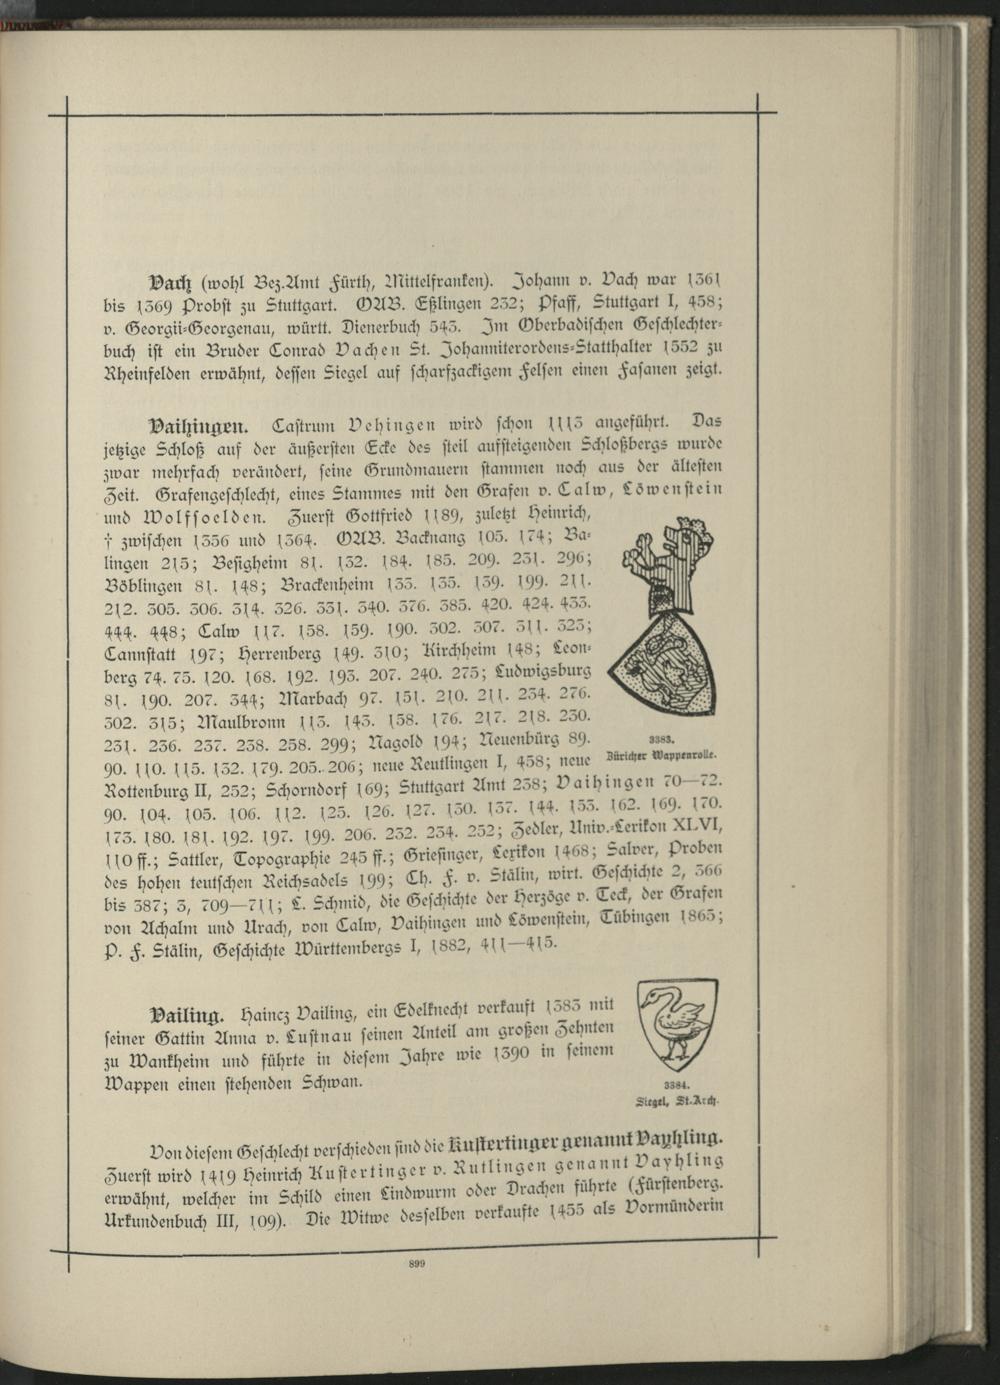 Vach (wohl Bez.Amt Fürth, Mittelfranken). Johann v. Vach war 1361
bis 1369 Probst zu Stuttgart. OAB. Eßlingen 232; Pfaff, Stuttgart I, 458;
v. Georgii-Georgenau, württ. Dienerbuch 543. Im Oberbadischen Geschlechter-
buch ist ein Bruder Conrad Vachen St. Johanniterordens-Statthalter 1552 zu
Rheinfelden erwähnt, dessen Siegel auf scharfzackigem Felsen einen Fasanen zeigt.
Vaihingen. Castrum Vehingen wird schon 1113 angeführt. Das
jetzige Schloß auf der äußersten Ecke des steil aufsteigenden Schloßbergs wurde
zwar mehrfach verändert, seine Grundmauern stammen noch aus der ältesten
Zeit. Grafengeschlecht, eines Stammes mit den Grafen v. Calw, Löwenstein
und Wolffsoelden. Zuerst Gottfried 1189, zuletzt Heinrich,
† zwischen 1356 und 1364. OAB. Backnang 105. 174; Ba-
lingen 215; Besigheim 81. 132. 184. 185. 209. 231. 296;
Böblingen 81. 148; Brackenheim 133. 135. 139. 199. 211.
212. 305. 306. 314. 326. 331. 340. 376. 385. 420. 424. 433.
444. 448; Calw 117. 158. 159. 190. 302. 307. 311. 323;
Cannstatt 197; Herrenberg 149. 310; Kirchheim 148; Leon-
berg 74. 75. 120. 168. 192. 193. 207. 240. 275; Ludwigsburg
81. 190. 207. 344; Marbach 97. 151. 210. 211. 234. 276.
302. 315; Maulbronn 113. 143. 158. 176. 217. 218. 230.
231. 236. 237. 238. 258. 299; Nagold 194; Neuenbürg 89.
90. 110. 115. 132. 179. 205. 206; neue Reutlingen I, 458; neue
3383.
Züricher Wappenrolle.
Rottenburg II, 252; Schorndorf 169; Stuttgart Amt 238; Vaihingen 70—72.
90. 104. 105. 106. 112. 125. 126. 127. 130. 137. 144. 153. 162. 169. 170.
173. 180. 181. 192. 197. 199. 206. 232. 234. 252; Zedler, Univ.-Lexikon XLVI,
110 ff.; Sattler, Topographie 245 ff.; Griesinger, Lexikon 1468; Salver, Proben
des hohen teutschen Reichsadels 199; Ch. F. v. Stälin, wirt. Geschichte 2, 366
bis 387; 3, 709—711; L. Schmid, die Geschichte der Herzöge v. Teck, der Grafen
von Achalm und Urach, von Calw, Vaihingen und Löwenstein, Tübingen 1865;
P. F. Stälin, Geschichte Württembergs I, 1882, 411—415.
Vailing. Haincz Vailing, ein Edelknecht verkauft 1383 mit
seiner Gattin Anna v. Lustnau seinen Anteil am großen Zehnten
zu Wankheim und führte in diesem Jahre wie 1390 in seinem
Wappen einen stehenden Schwan.
3384.
Siegel, St.Arch.
Von diesem Geschlecht verschieden sind die Kustertinger genannt Vayhling.
Zuerst wird 1419 Heinrich Kustertinger v. Rutlingen genannt Vayhling
erwähnt, welcher im Schild einen Lindwurm oder Drachen führte (Fürstenberg.
Urkundenbuch III, 109). Die Witwe desselben verkaufte 1455 als Vormünderin
899